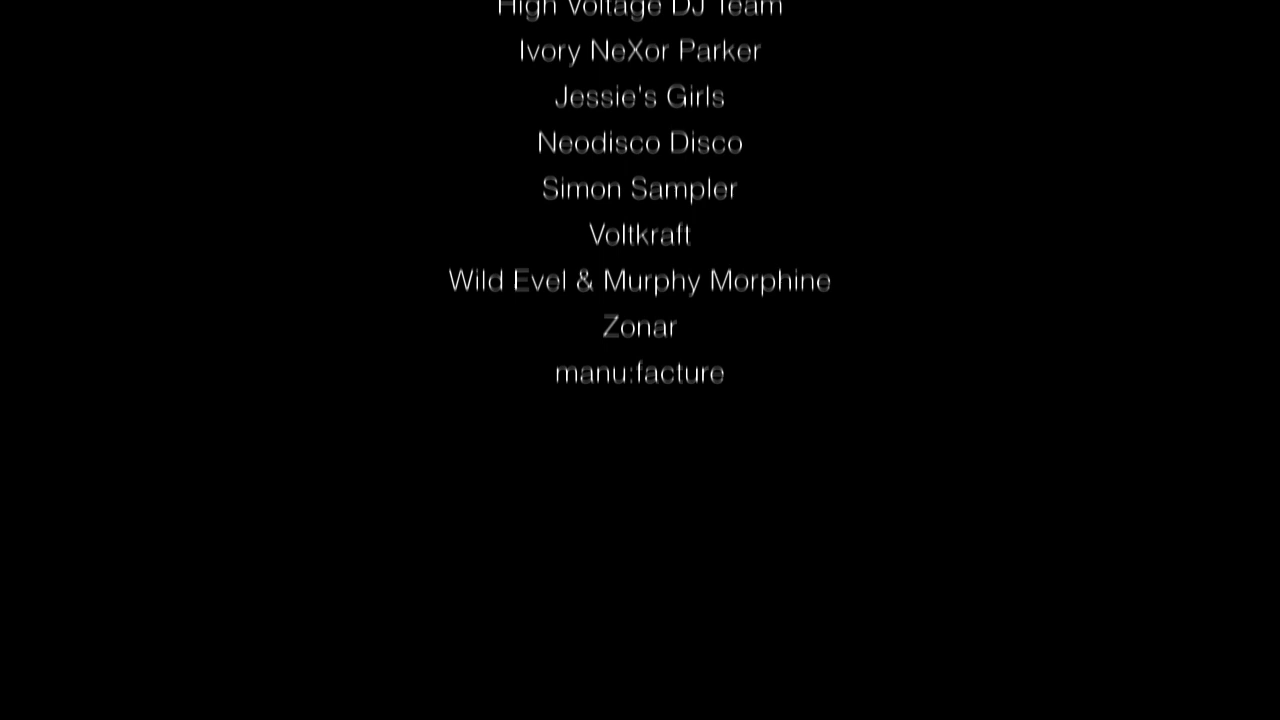 High Voltage DJ Team
Ivory NeXor Parker
Jessie's Girls
Neodisco Disco
Simon Sampler
Voltkraft
Wild Evel & Murphy Morphine
Zonar
manu:facture